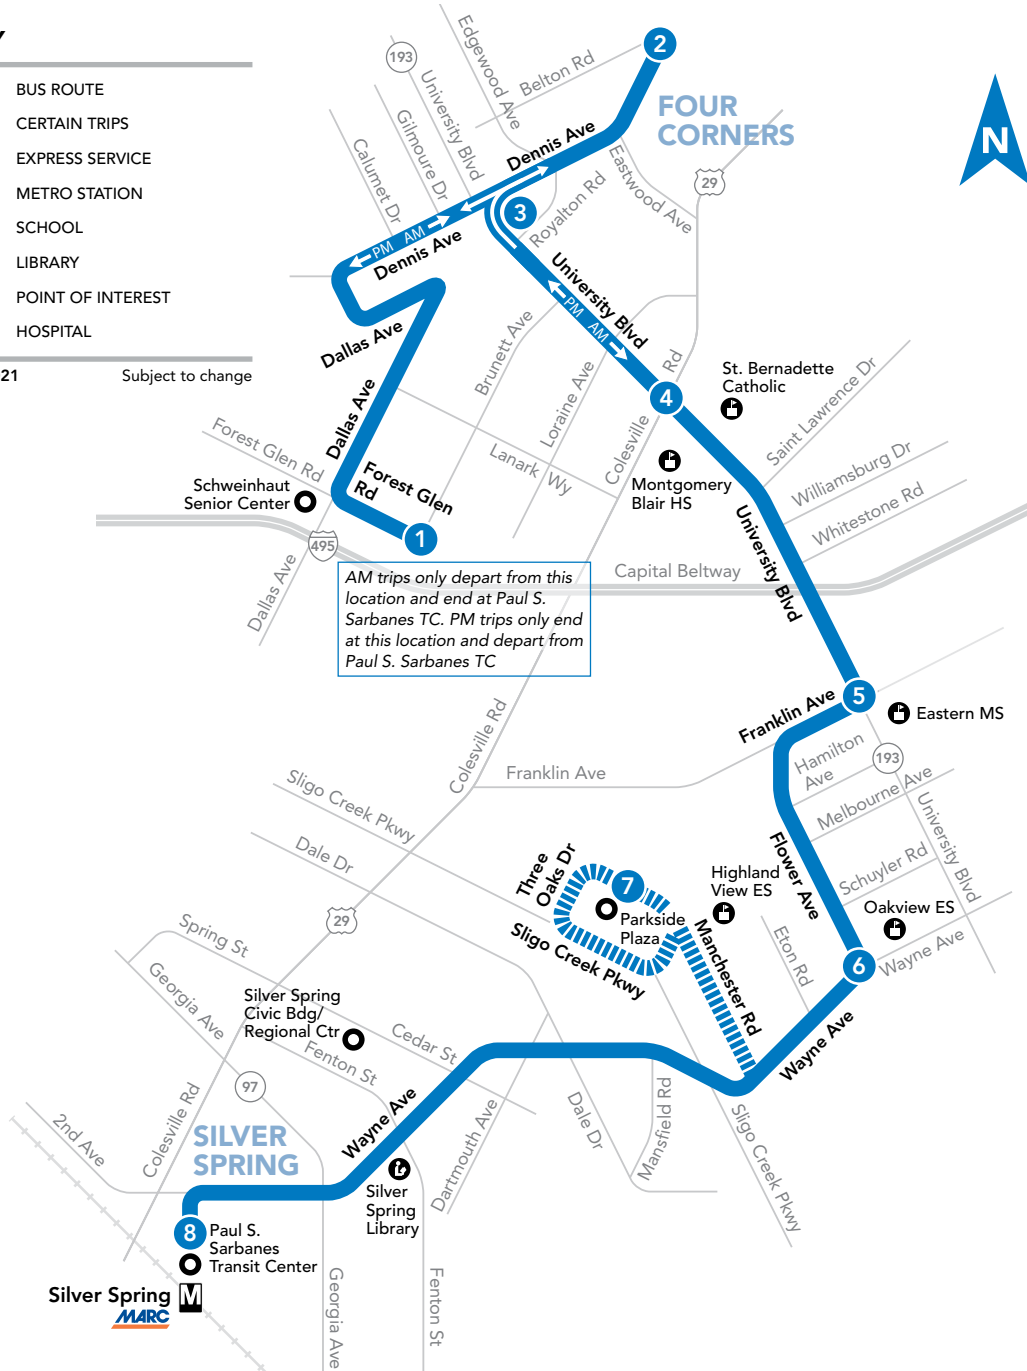 Y
BUS ROUTE
CERTAIN TRIPS
EXPRESS SERVICE
METRO STATION
SCHOOL
LIBRARY
POINT OF INTEREST
HOSPITAL
21
Subject to change
193
Edgewood Ave
University Blvd
Belton Rd
2
FOUR
CORNERS
N
Gilmoure Dr
Calumet Dr
Dennis Ave
Eastwood Ave
29
3
Royalton Rd
PM AM
Dennis Ave
University Blvd
PM AM
Dallas Ave
Brunett Ave
Loraine Ave
Colesville Rd
4
St. Bernadette
Catholic
Saint Lawrence Dr
Dallas Ave
Forest Glen Rd
Lanark Wy
Williamsburg Dr
Whitestone Rd
Schweinhaut
Senior Center
Forest Glen
Rd
Montgomery
Blair HS
University Blvd
1
495
Dallas Ave
Capital Beltway
AM trips only depart from this
location and end at Paul S.
Sarbanes TC. PM trips only end
at this location and depart from
Paul S. Sarbanes TC
5
Eastern MS
Franklin Ave
Colesville Rd
Franklin Ave
Hamilton
Ave
193
Melbourne Ave
University Blvd
Sligo Creek Pkwy
Dale Dr
Flower Ave
Schuyler Rd
Three
Oaks Dr
7
Parkside
Plaza
Highland
View ES
Oakview ES
29
Spring St
Sligo Creek Pkwy
Manchester Rd
Eton Rd
6
Wayne Ave
Georgia Ave
Silver Spring
Civic Bdg/
Regional Ctr
Cedar St
Fenton St
Wayne Ave
97
Colesville Rd
2nd Ave
SILVER
SPRING
Wayne Ave
Dartmouth Ave
Dale Dr
Mansfield Rd
Sligo Creek Pkwy
Silver
Spring
Library
8
Paul S.
Sarbanes
Transit Center
Silver Spring
M
MARC
Georgia Ave
Fenton St